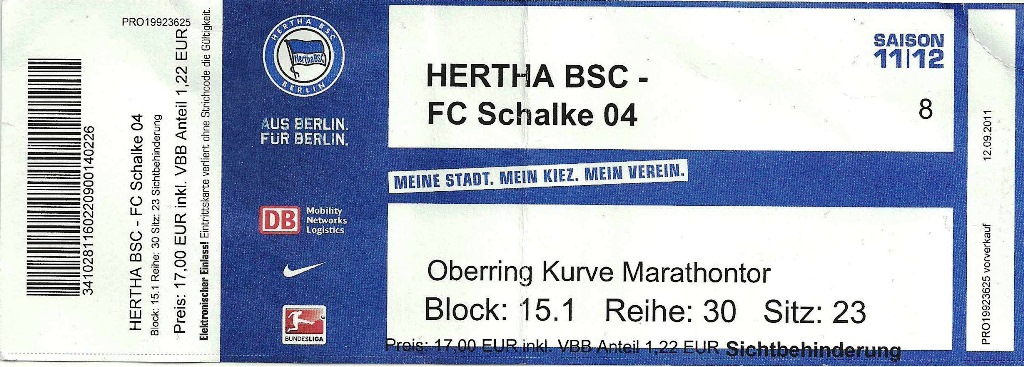 PRO19923625
34102811602209001​40226
HERTHA BSC - FC Schalke 04
Block: 15.1 Reihe: 30 Sitz: 23 Sichtbehinderung
Preis: 17,00 EUR inkl. VBB Anteil 1,22 EUR
Elektronischer Einlass! Eintrittskarte verliert ohne Strichcode die Gültigkeit.
HERTHA BSC
Hertha BSC
BERLIN
AUS BERLIN.
FÜR BERLIN.
DB Mobility
Networks
Logistics
BUNDESLIGA
HERTHA BSC -
FC Schalke 04
SAISON
11|12
8
MEINE STADT. MEIN KIEZ. MEIN VEREIN.
Oberring Kurve Marathontor
Block: 15.1 Reihe: 30 Sitz: 23
Preis: 17,00 EUR inkl. VBB Anteil 1,22 EUR Sichtbehinderung
PRO19923625 vorverkauf 12.09.2011